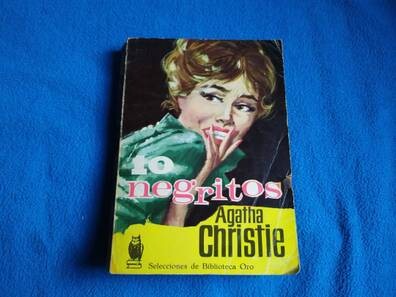 10
negritos
Agatha
Christie
Selecciones de Biblioteca Oro